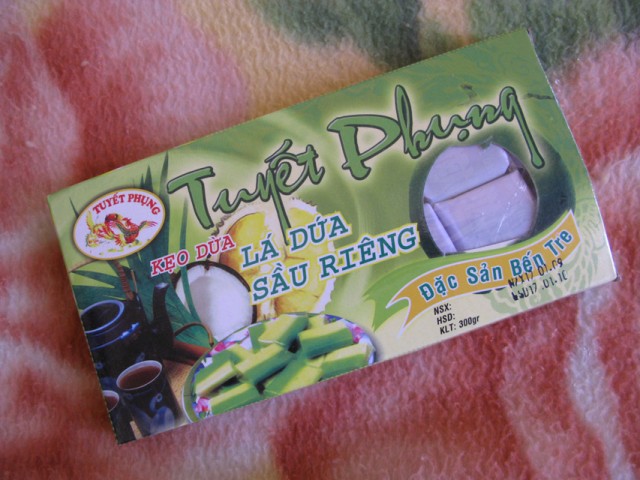 TUYẾT PHỤNG
Tuyết Phụng
KẸO DỪA
LÁ DỨA
SẦU RIÊNG
Đặc Sản Bến Tre
NSX:
HSD:
KLT: 300gr